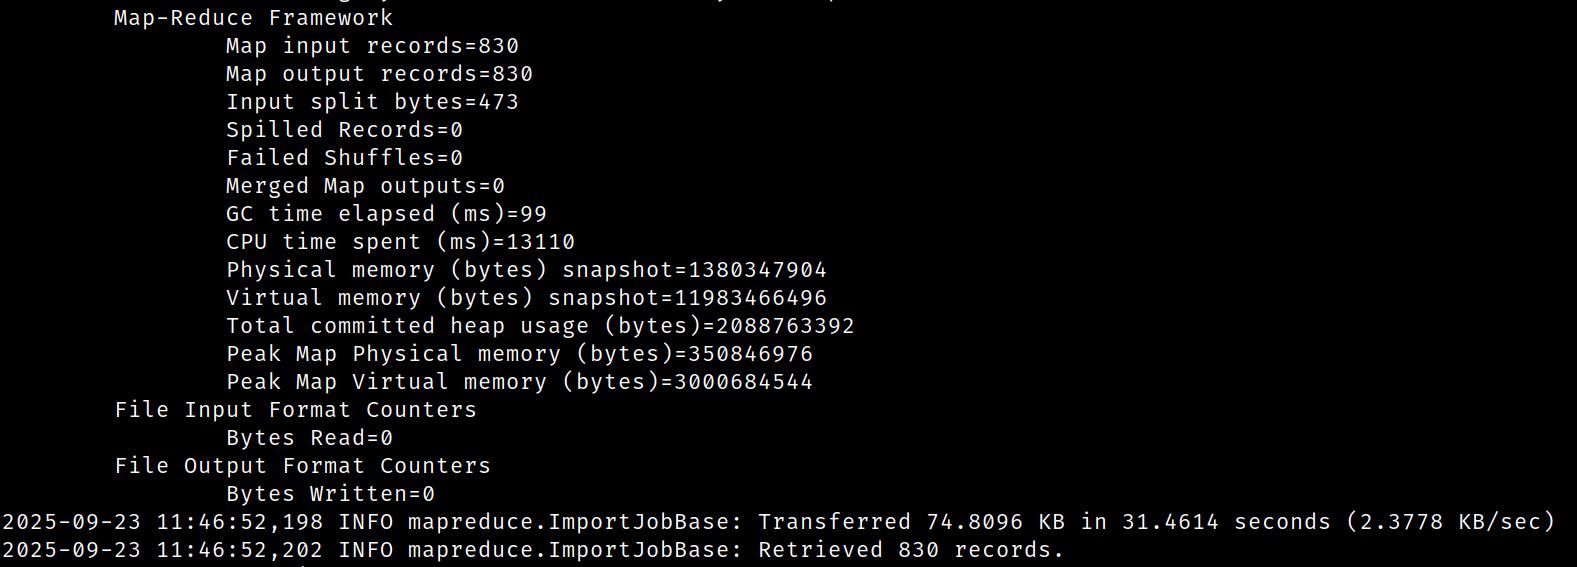 Map-Reduce Framework
Map input records=830
Map output records=830
Input split bytes=473
Spilled Records=0
Failed Shuffles=0
Merged Map outputs=0
GC time elapsed (ms)=99
CPU time spent (ms)=13110
Physical memory (bytes) snapshot=1380347904
Virtual memory (bytes) snapshot=11983466496
Total committed heap usage (bytes)=2088763392
Peak Map Physical memory (bytes)=350846976
Peak Map Virtual memory (bytes)=3000684544
File Input Format Counters
Bytes Read=0
File Output Format Counters
Bytes Written=0
2025-09-23 11:46:52,198 INFO mapreduce.ImportJobBase: Transferred 74.8096 KB in 31.4614 seconds (2.3778 KB/sec)
2025-09-23 11:46:52,202 INFO mapreduce.ImportJobBase: Retrieved 830 records.